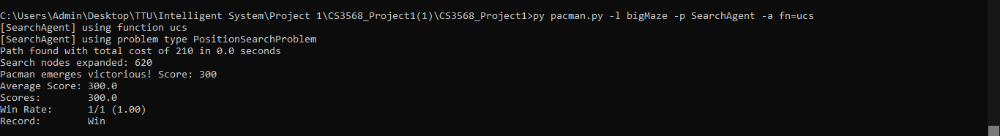 C:\Users\Admin\Desktop\TTU\Intelligent System\Project 1\CS3568_Project1(1)\CS3568_Project1>py pacman.py -l bigMaze -p SearchAgent -a fn=ucs
[SearchAgent] using function ucs
[SearchAgent] using problem type PositionSearchProblem
Path found with total cost of 210 in 0.0 seconds
Search nodes expanded: 620
Pacman emerges victorious! Score: 300
Average Score: 300.0
Scores:        300.0
Win Rate:      1/1 (1.00)
Record:        Win